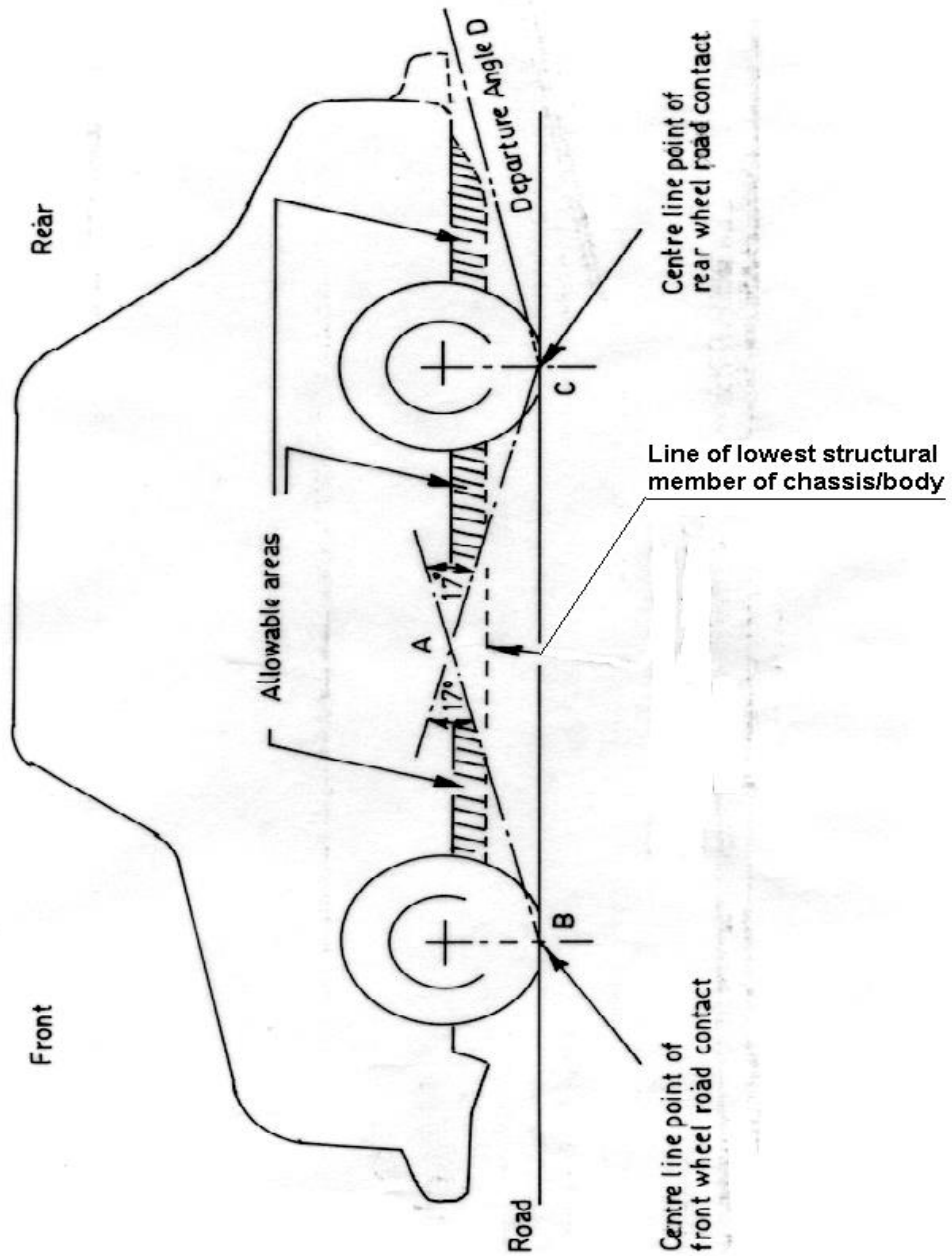 Front
Rear
Allowable areas
A
17°
17°
Departure Angle D
B
C
Road
Line of lowest structural
member of chassis/body
Centre line point of
front wheel road contact
Centre line point of
rear wheel road contact